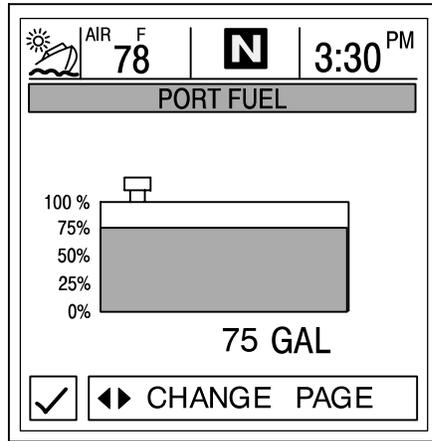 AIR F
78
N
3:30 PM
PORT FUEL
100 %
75%
50%
25%
0%
75 GAL
CHANGE PAGE